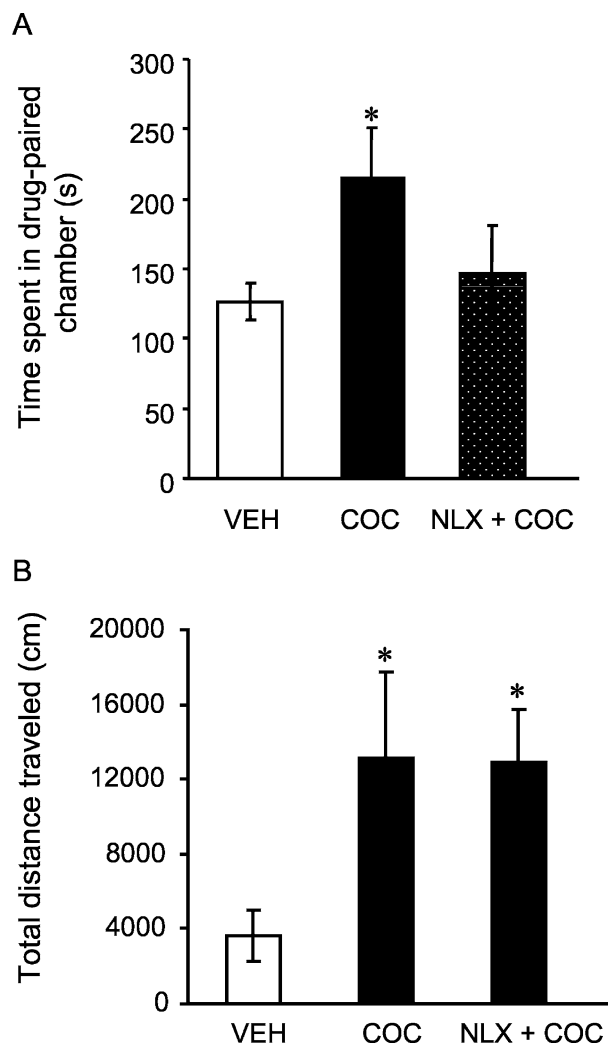 A
Time spent in drug-paired
chamber (s)
300
250
200
150
100
50
0
*
VEH
COC
NLX + COC
B
Total distance traveled (cm)
20000
16000
12000
8000
4000
0
*
*
VEH
COC
NLX + COC